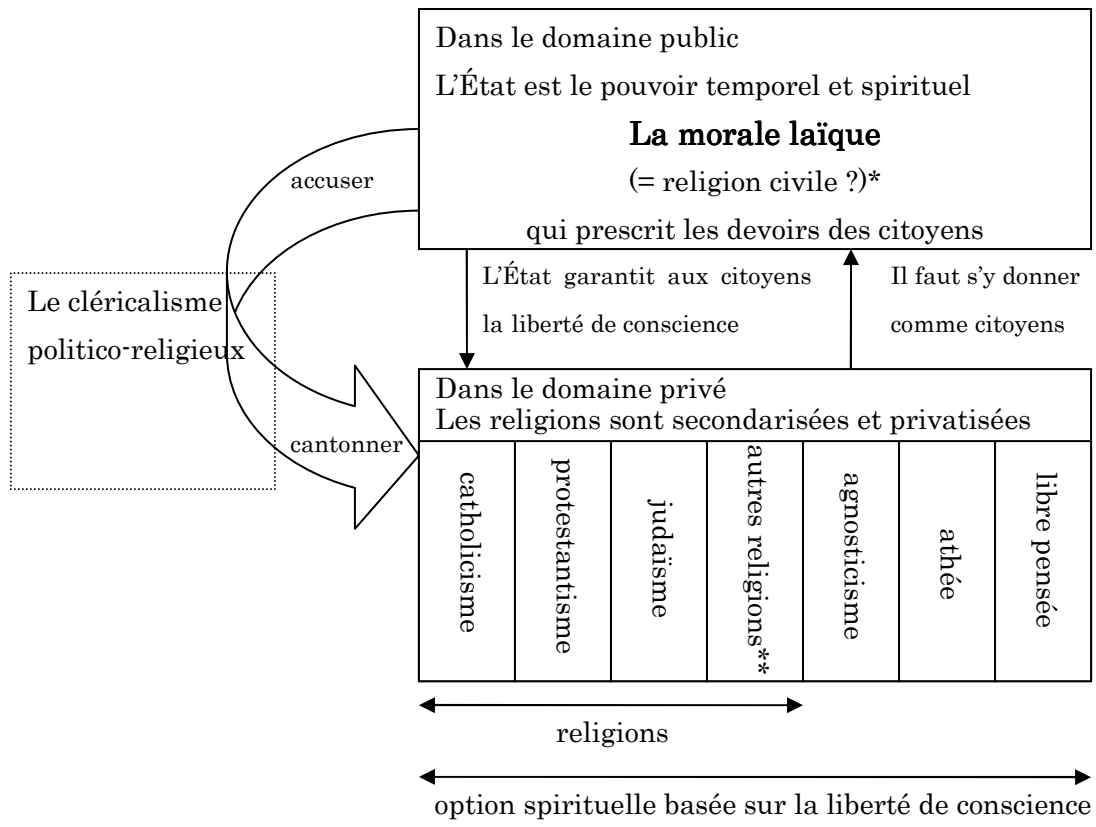 Dans le domaine public
L'État est le pouvoir temporel et spirituel
La morale laïque
(= religion civile ?)*
qui prescrit les devoirs des citoyens
accuser
Le cléricalisme
politico-religieux
cantonner
L'État garantit aux citoyens
la liberté de conscience
Il faut s'y donner
comme citoyens
Dans le domaine privé
Les religions sont secondarisées et privatisées
catholicisme
protestantisme
judaïsme
autres religions**
agnosticisme
athée
libre pensée
religions
option spirituelle basée sur la liberté de conscience